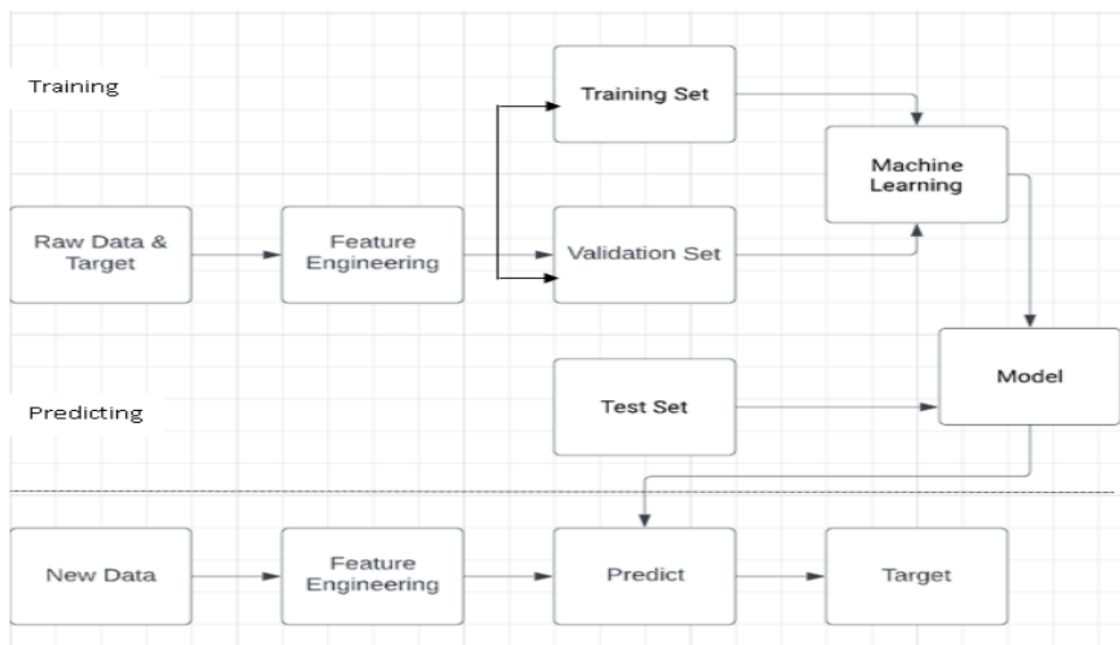 Training
Training Set
Machine
Learning
Raw Data &
Target
Feature
Engineering
Validation Set
Model
Test Set
Predicting
New Data
Feature
Engineering
Predict
Target